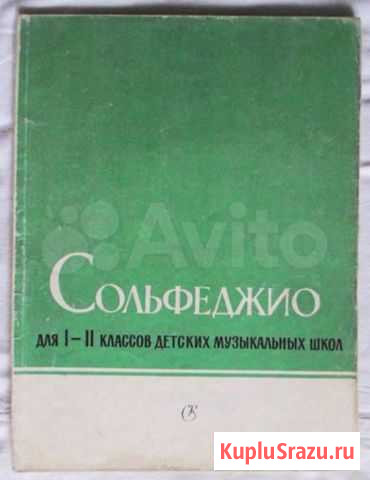 Avito
Сольфеджио
для I–II классов детских музыкальных школ
KupluSrazu.ru